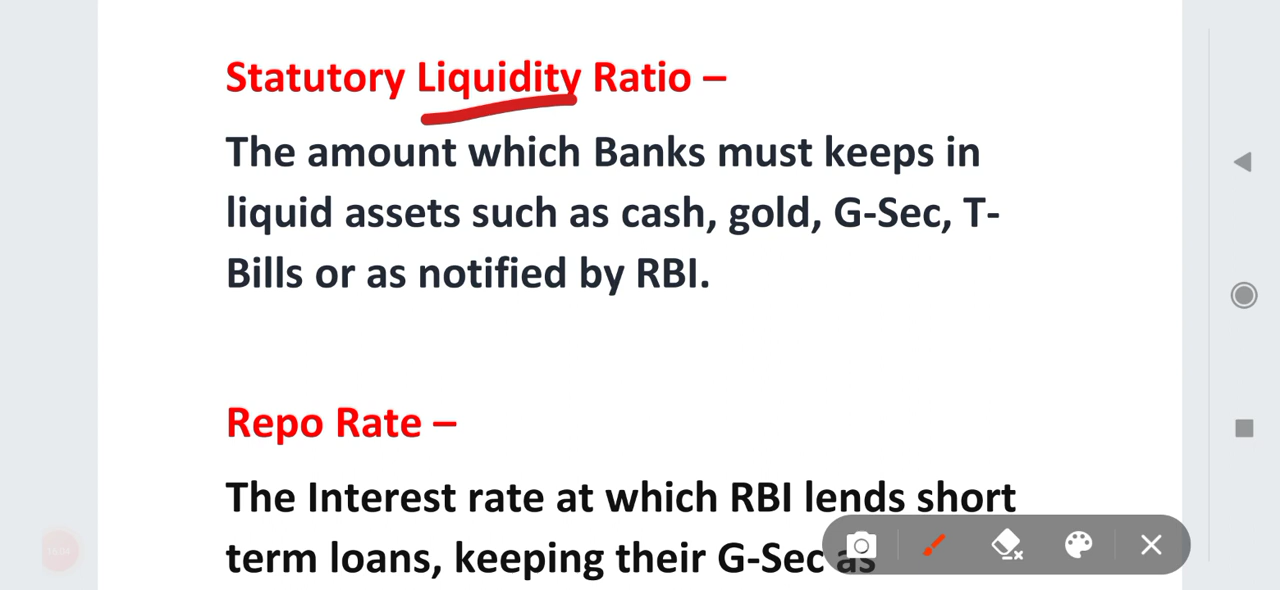 Statutory Liquidity Ratio –
The amount which Banks must keeps in
liquid assets such as cash, gold, G-Sec, T-
Bills or as notified by RBI.
Repo Rate –
The Interest rate at which RBI lends short
term loans, keeping their G-Sec as